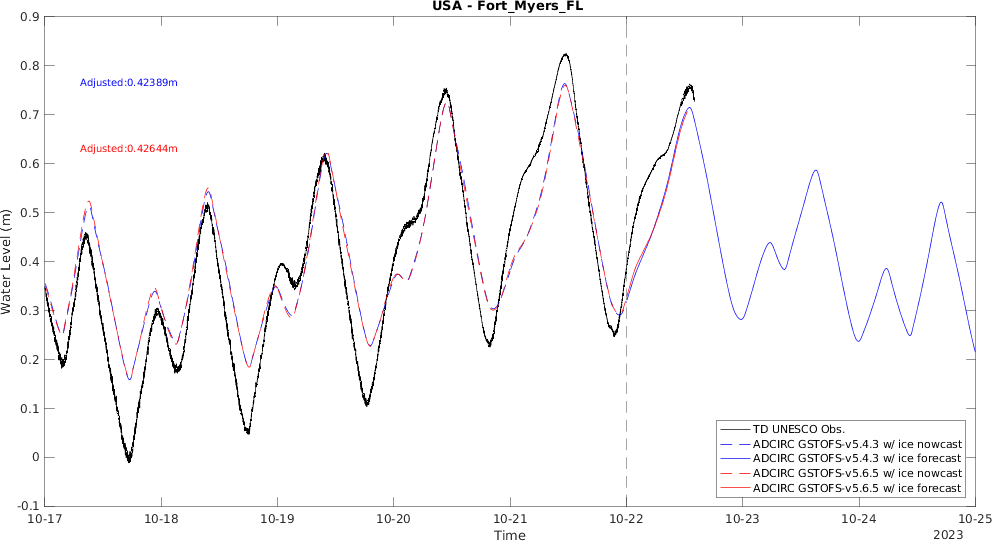 USA - Fort_Myers_FL
0.9
0.8
0.7
0.6
0.5
0.4
0.3
0.2
0.1
0
-0.1
Water Level (m)
Adjusted:0.42389m
Adjusted:0.42644m
TD UNESCO Obs.
ADCIRC GSTOFS-v5.4.3 w/ ice nowcast
ADCIRC GSTOFS-v5.4.3 w/ ice forecast
ADCIRC GSTOFS-v5.6.5 w/ ice nowcast
ADCIRC GSTOFS-v5.6.5 w/ ice forecast
10-17 10-18 10-19 10-20 10-21 10-22 10-23 10-24 10-25
Time
2023